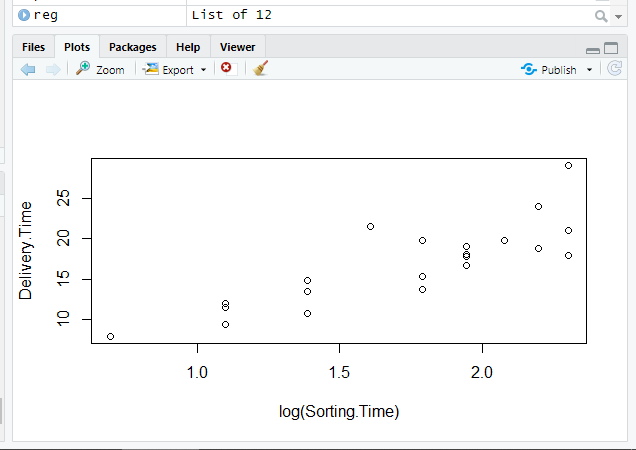 reg List of 12
Files Plots Packages Help Viewer
Zoom Export Publish
Delivery.Time
25
20
15
10
1.0 1.5 2.0
log(Sorting.Time)